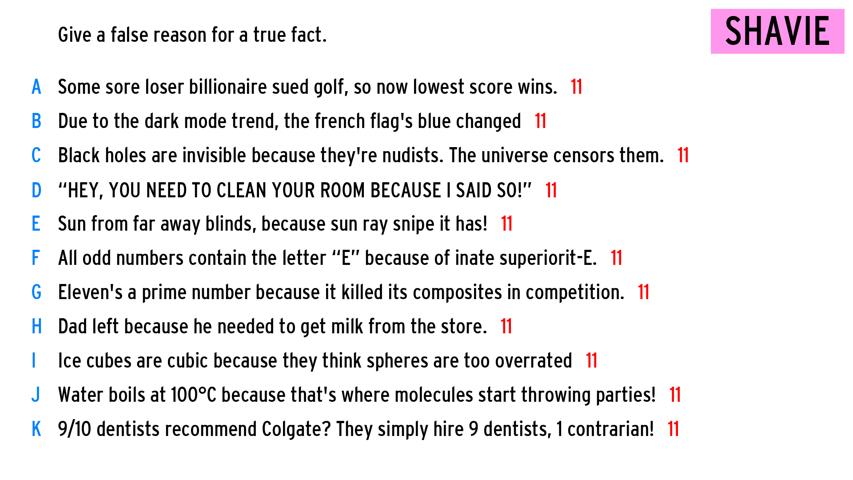 Give a false reason for a true fact.
SHAVIE
A Some sore loser billionaire sued golf, so now lowest score wins. 11
B Due to the dark mode trend, the french flag's blue changed 11
C Black holes are invisible because they're nudists. The universe censors them. 11
D “HEY, YOU NEED TO CLEAN YOUR ROOM BECAUSE I SAID SO!” 11
E Sun from far away blinds, because sun ray snipe it has! 11
F All odd numbers contain the letter “E” because of inate superiorit-E. 11
G Eleven's a prime number because it killed its composites in competition. 11
H Dad left because he needed to get milk from the store. 11
I Ice cubes are cubic because they think spheres are too overrated 11
J Water boils at 100°C because that's where molecules start throwing parties! 11
K 9/10 dentists recommend Colgate? They simply hire 9 dentists, 1 contrarian! 11